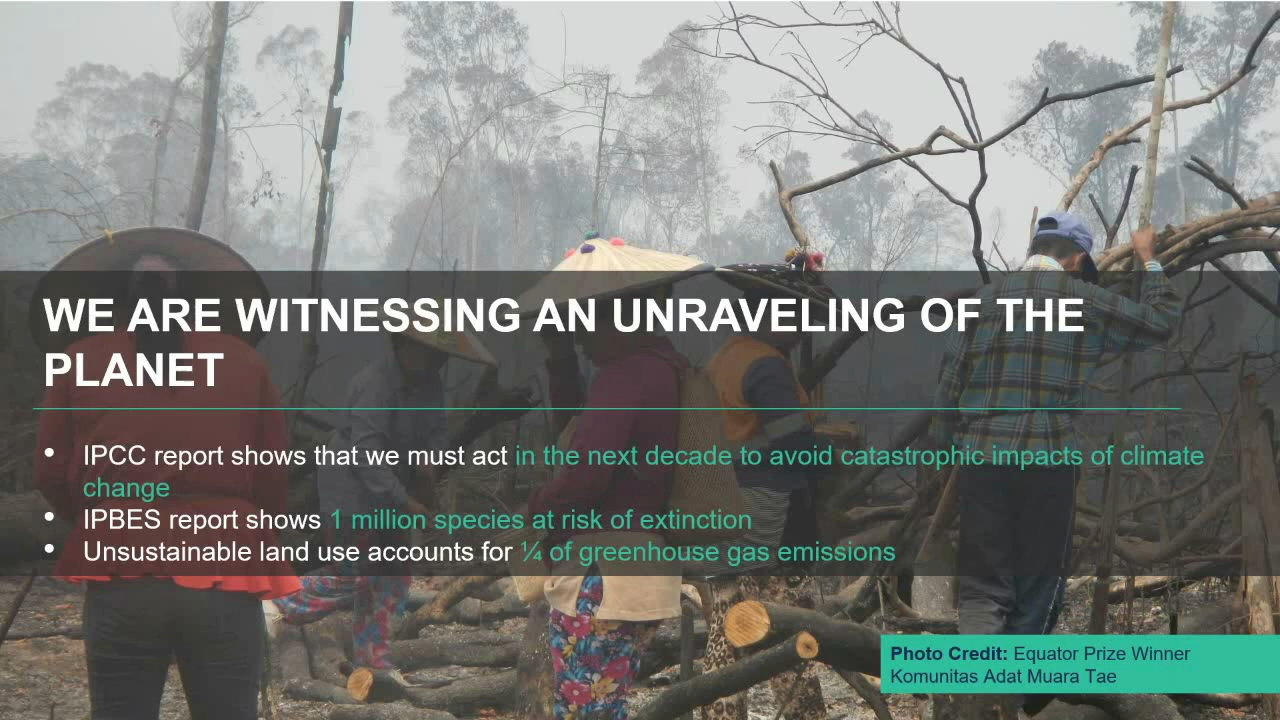 WE ARE WITNESSING AN UNRAVELING OF THE
PLANET
• IPCC report shows that we must act in the next decade to avoid catastrophic impacts of climate
change
• IPBES report shows 1 million species at risk of extinction
• Unsustainable land use accounts for ¼ of greenhouse gas emissions
Photo Credit: Equator Prize Winner
Komunitas Adat Muara Tae